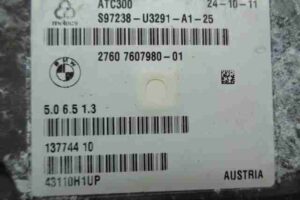 ATC300 24-10-11
S97238-U3291-A1-25
BMW 2760 7607980-01
5.0 6.5 1.3
137744 10
43110H1UP AUSTRIA